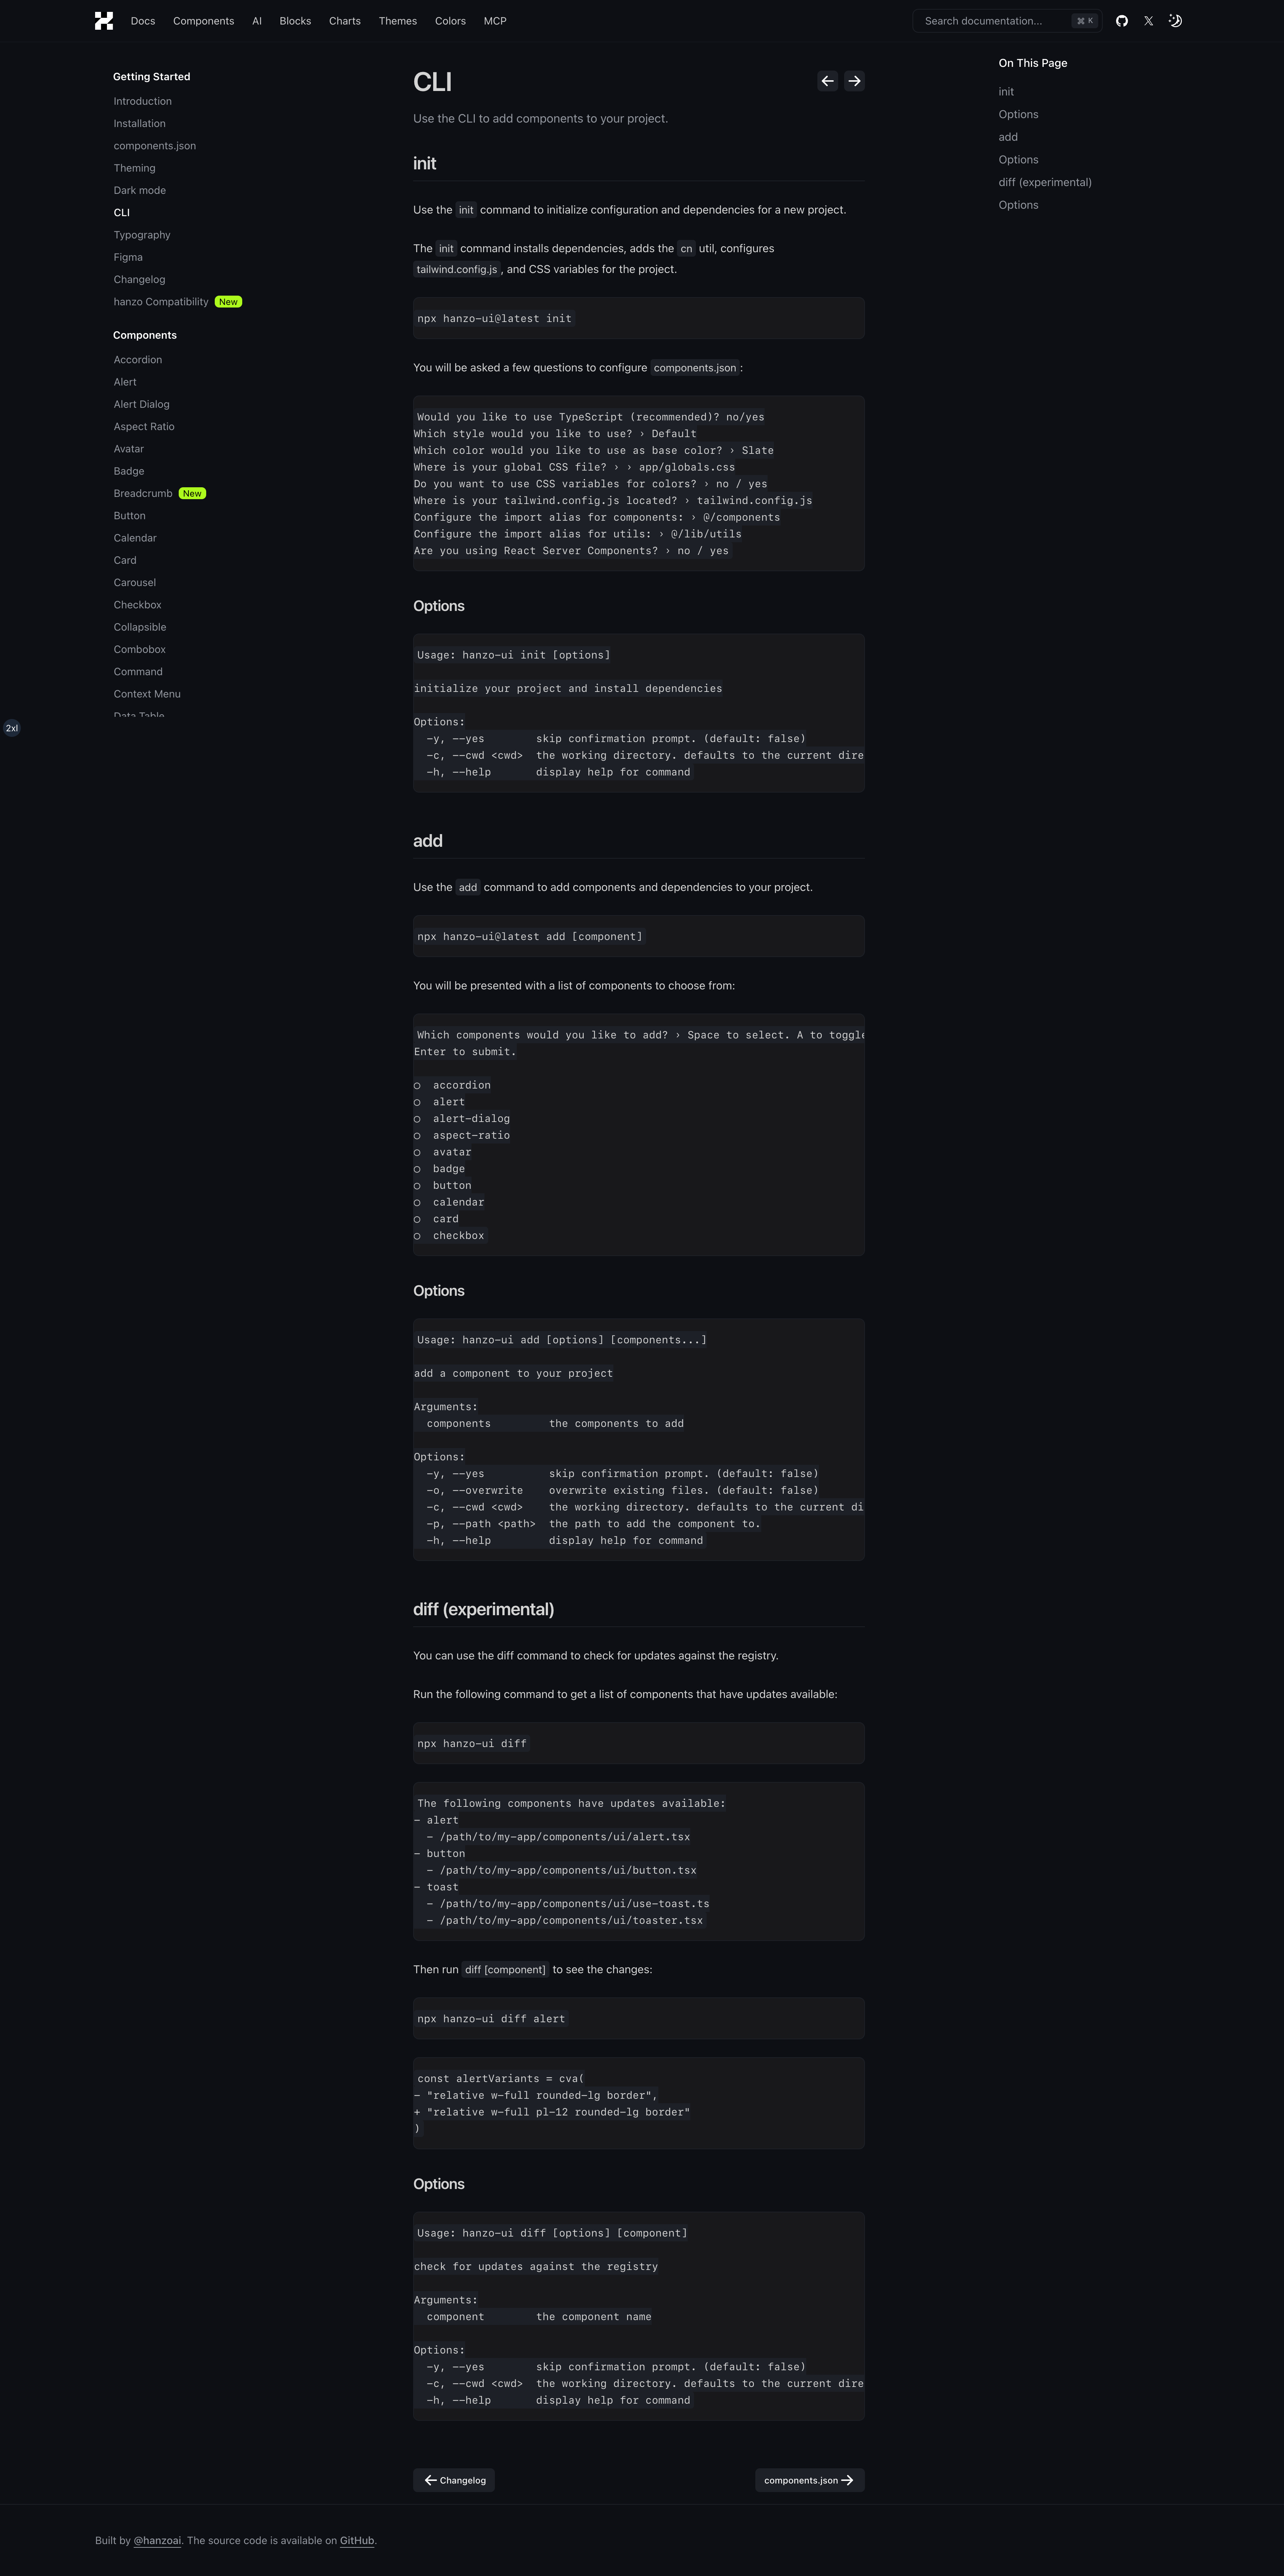 Docs Components AI Blocks Charts Themes Colors MCP Search documentation... ⌘ K
Getting Started
Introduction
Installation
components.json
Theming
Dark mode
CLI
Typography
Figma
Changelog
hanzo Compatibility New
Components
Accordion
Alert
Alert Dialog
Aspect Ratio
Avatar
Badge
Breadcrumb New
Button
Calendar
Card
Carousel
Checkbox
Collapsible
Combobox
Command
Context Menu
Data Table
2xl
CLI
Use the CLI to add components to your project.
init
Use the init command to initialize configuration and dependencies for a new project.
The init command installs dependencies, adds the cn util, configures
tailwind.config.js, and CSS variables for the project.
npx hanzo-ui@latest init
You will be asked a few questions to configure components.json:
Would you like to use TypeScript (recommended)? no/yes
Which style would you like to use? › Default
Which color would you like to use as base color? › Slate
Where is your global CSS file? › › app/globals.css
Do you want to use CSS variables for colors? › no / yes
Where is your tailwind.config.js located? › tailwind.config.js
Configure the import alias for components: › @/components
Configure the import alias for utils: › @/lib/utils
Are you using React Server Components? › no / yes
Options
Usage: hanzo-ui init [options]
initialize your project and install dependencies
Options:
-y, --yes skip confirmation prompt. (default: false)
-c, --cwd <cwd> the working directory. defaults to the current dire
-h, --help display help for command
add
Use the add command to add components and dependencies to your project.
npx hanzo-ui@latest add [component]
You will be presented with a list of components to choose from:
Which components would you like to add? › Space to select. A to toggle
Enter to submit.
○ accordion
○ alert
○ alert-dialog
○ aspect-ratio
○ avatar
○ badge
○ button
○ calendar
○ card
○ checkbox
Options
Usage: hanzo-ui add [options] [components...]
add a component to your project
Arguments:
components the components to add
Options:
-y, --yes skip confirmation prompt. (default: false)
-o, --overwrite overwrite existing files. (default: false)
-c, --cwd <cwd> the working directory. defaults to the current di
-p, --path <path> the path to add the component to.
-h, --help display help for command
diff (experimental)
You can use the diff command to check for updates against the registry.
Run the following command to get a list of components that have updates available:
npx hanzo-ui diff
The following components have updates available:
- alert
- /path/to/my-app/components/ui/alert.tsx
- button
- /path/to/my-app/components/ui/button.tsx
- toast
- /path/to/my-app/components/ui/use-toast.ts
- /path/to/my-app/components/ui/toaster.tsx
Then run diff [component] to see the changes:
npx hanzo-ui diff alert
const alertVariants = cva(
- "relative w-full rounded-lg border",
+ "relative w-full pl-12 rounded-lg border"
)
Options
Usage: hanzo-ui diff [options] [component]
check for updates against the registry
Arguments:
component the component name
Options:
-y, --yes skip confirmation prompt. (default: false)
-c, --cwd <cwd> the working directory. defaults to the current dire
-h, --help display help for command
Changelog components.json
On This Page
init
Options
add
Options
diff (experimental)
Options
Built by @hanzoai. The source code is available on GitHub.